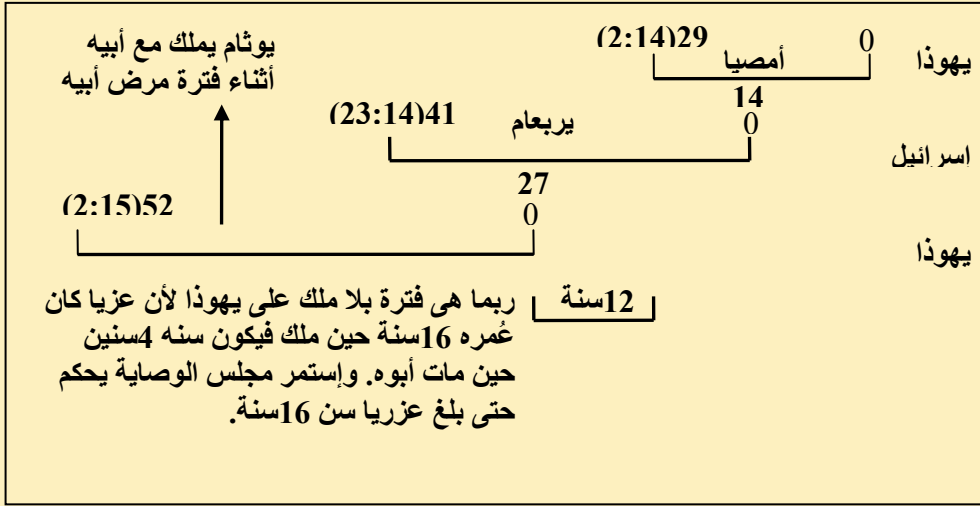 يهوذا
0
أمصيا
29(2:14)
14
يوثام يملك مع أبيه
أثناء فترة مرض أبيه
إسرائيل
0
يربعام
41(23:14)
27
يهوذا
0
52(2:15)
12سنة
ربما هى فترة بلا ملك على يهوذا لأن عزيا كان
عُمره 16سنة حين ملك فيكون سنه 4سنين
حين مات أبوه. وإستمر مجلس الوصاية يحكم
حتى بلغ عزريا سن 16سنة.